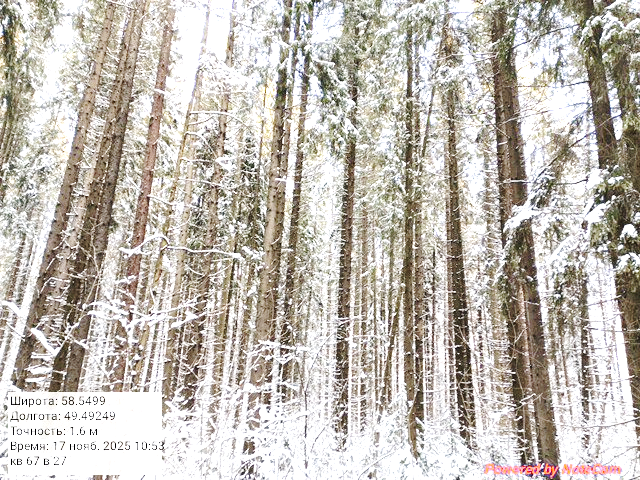 Широта: 58.5499
Долгота: 49.49249
Точность: 1.6 м
Время: 17 нояб. 2025 10:53
кв 67 в 27
Powered by NoteCam